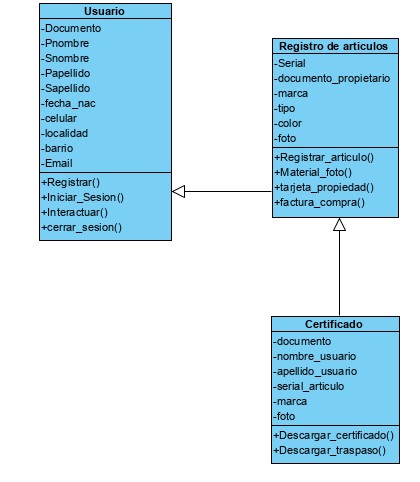 Usuario
-Documento
-Pnombre
-Snombre
-Papellido
-Sapellido
-fecha_nac
-celular
-localidad
-barrio
-Email
+Registrar()
+Iniciar_Sesion()
+Interactuar()
+cerrar_sesion()
Registro de articulos
-Serial
-documento_propietario
-marca
-tipo
-color
-foto
+Registrar_articulo()
+Material_foto()
+tarjeta_propiedad()
+factura_compra()
Certificado
-documento
-nombre_usuario
-apellido_usuario
-serial_articulo
-marca
-foto
+Descargar_certificado()
+Descargar_traspaso()